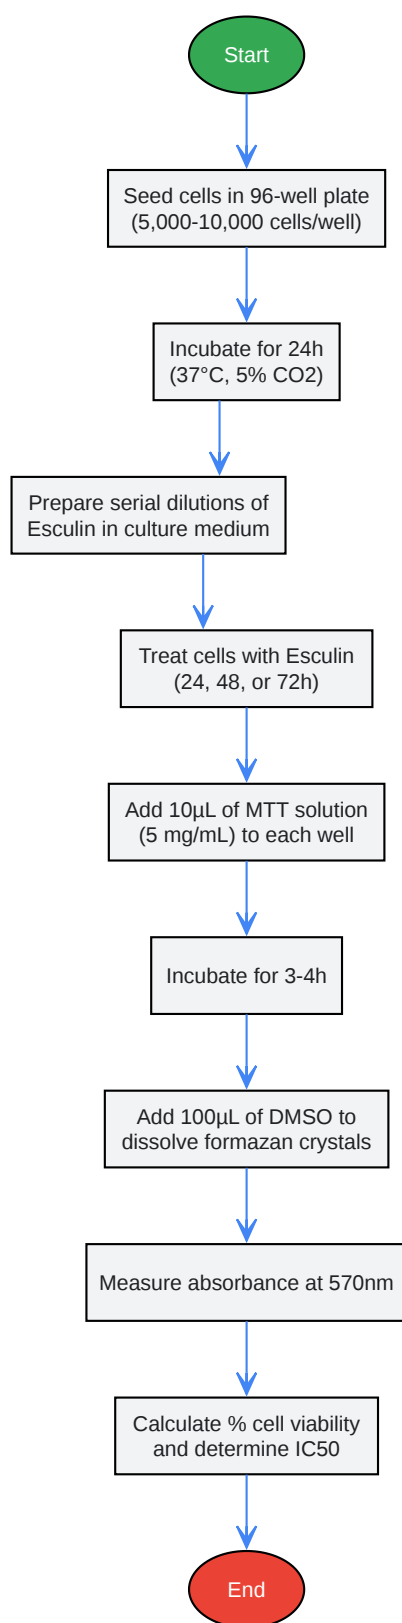 Start
Seed cells in 96-well plate
(5,000-10,000 cells/well)
Incubate for 24h
(37°C, 5% CO2)
Prepare serial dilutions of
Esculin in culture medium
Treat cells with Esculin
(24, 48, or 72h)
Add 10µL of MTT solution
(5 mg/mL) to each well
Incubate for 3-4h
Add 100µL of DMSO to
dissolve formazan crystals
Measure absorbance at 570nm
Calculate % cell viability
and determine IC50
End